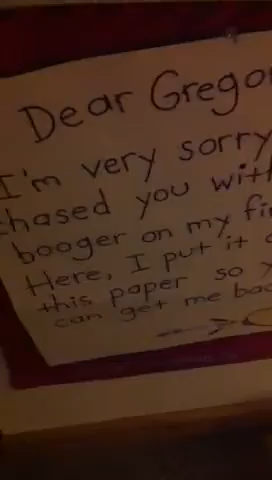 Dear Grego
I'm very sorry
chased you with
booger on my fi
Here, I put it
this paper so y
can get me bac